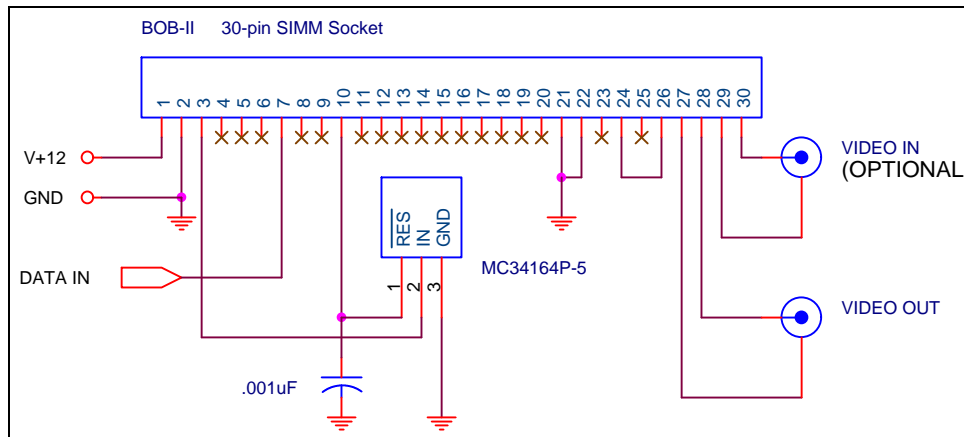 BOB-II 30-pin SIMM Socket
1 2 3 4 5 6 7 8 9 10 11 12 13 14 15 16 17 18 19 20 21 22 23 24 25 26 27 28 29 30
V+12
GND
DATA IN
RES IN GND
1 2 3
MC34164P-5
.001uF
VIDEO IN
(OPTIONAL
VIDEO OUT